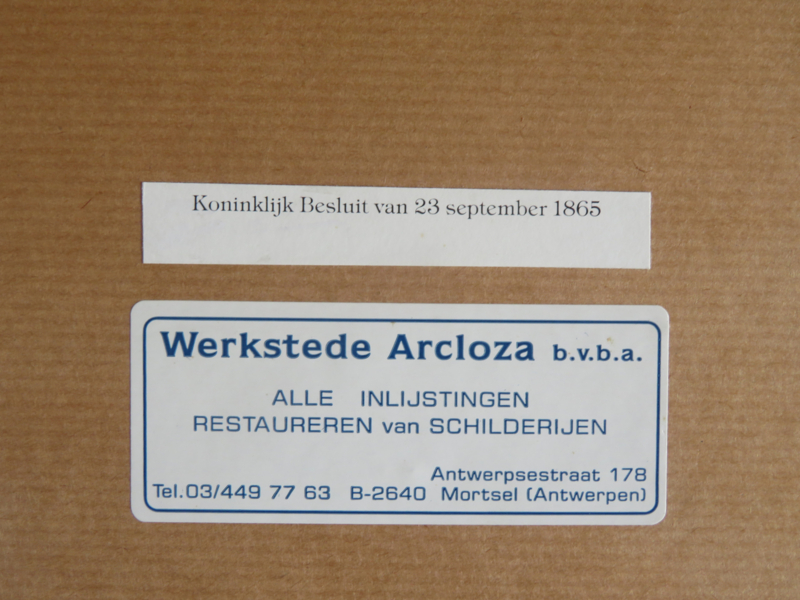 Koninklijk Besluit van 23 september 1865
Werkstede Arcloza b.v.b.a.
ALLE INLIJSTINGEN
RESTAUREREN van SCHILDERIJEN
Antwerpsestraat 178
Tel.03/449 77 63 B-2640 Mortsel (Antwerpen)